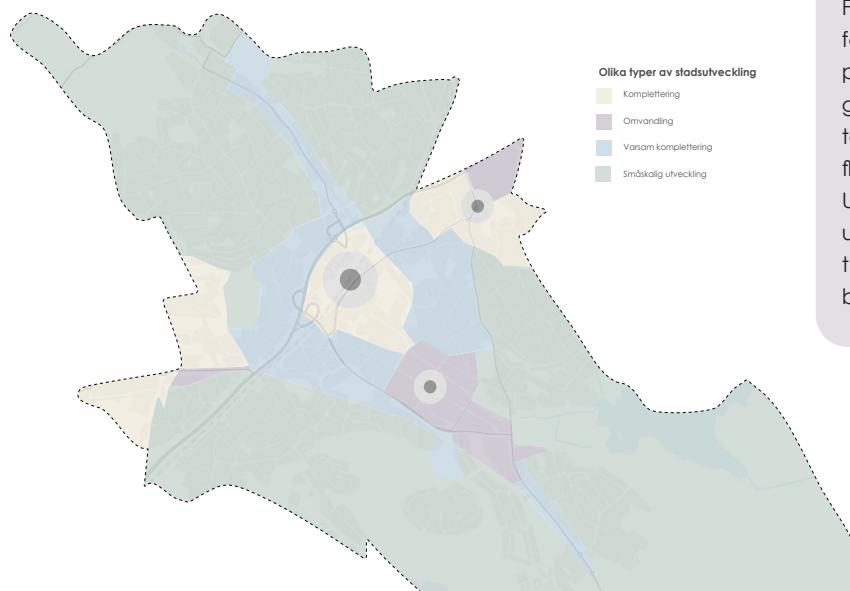 Olika typer av stadsutveckling
Komplettering
Omvandling
Varsam komplettering
Småskalig utveckling